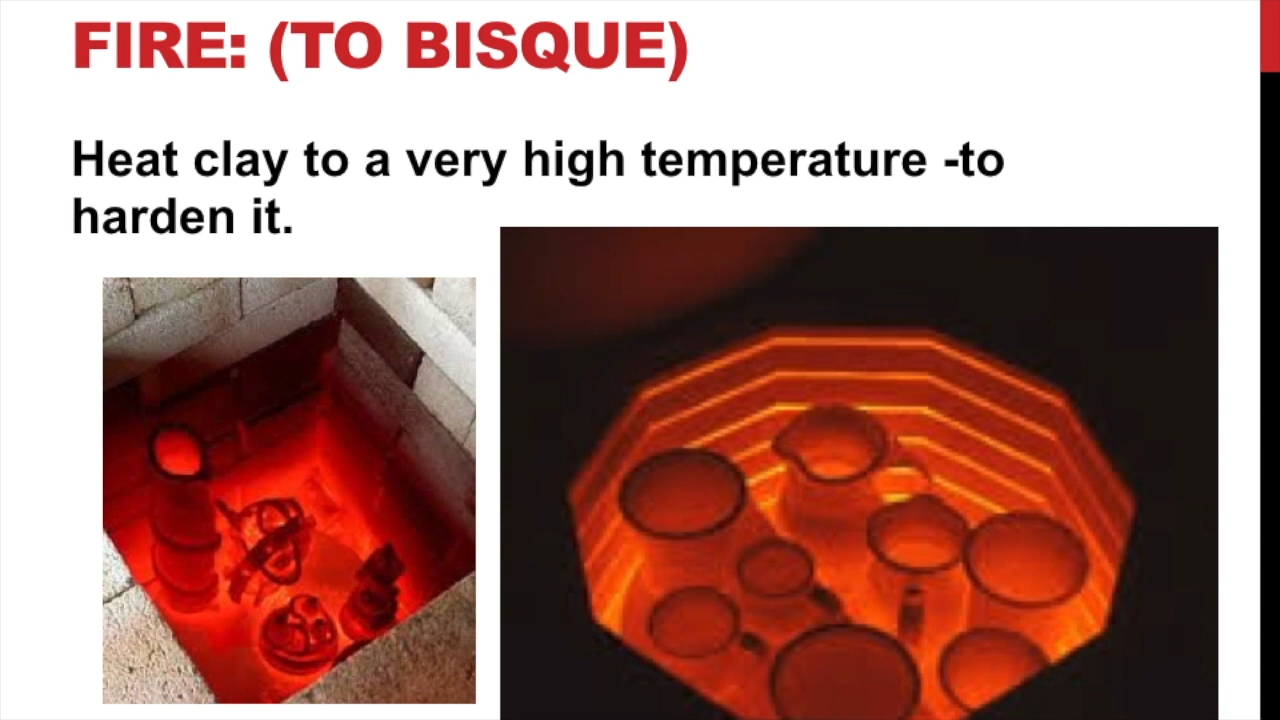 FIRE: (TO BISQUE)
Heat clay to a very high temperature -to
harden it.